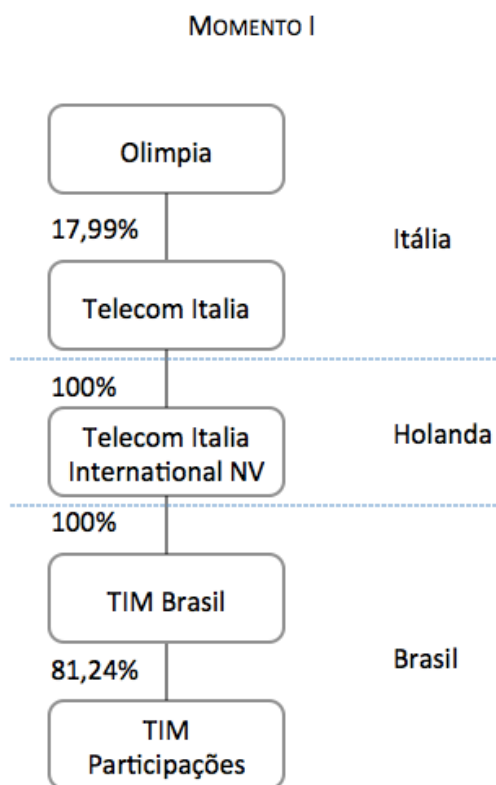 MOMENTO I
Olimpia
17,99%
Itália
Telecom Italia
100%
Telecom Italia
International NV
Holanda
100%
TIM Brasil
81,24%
Brasil
TIM
Participações